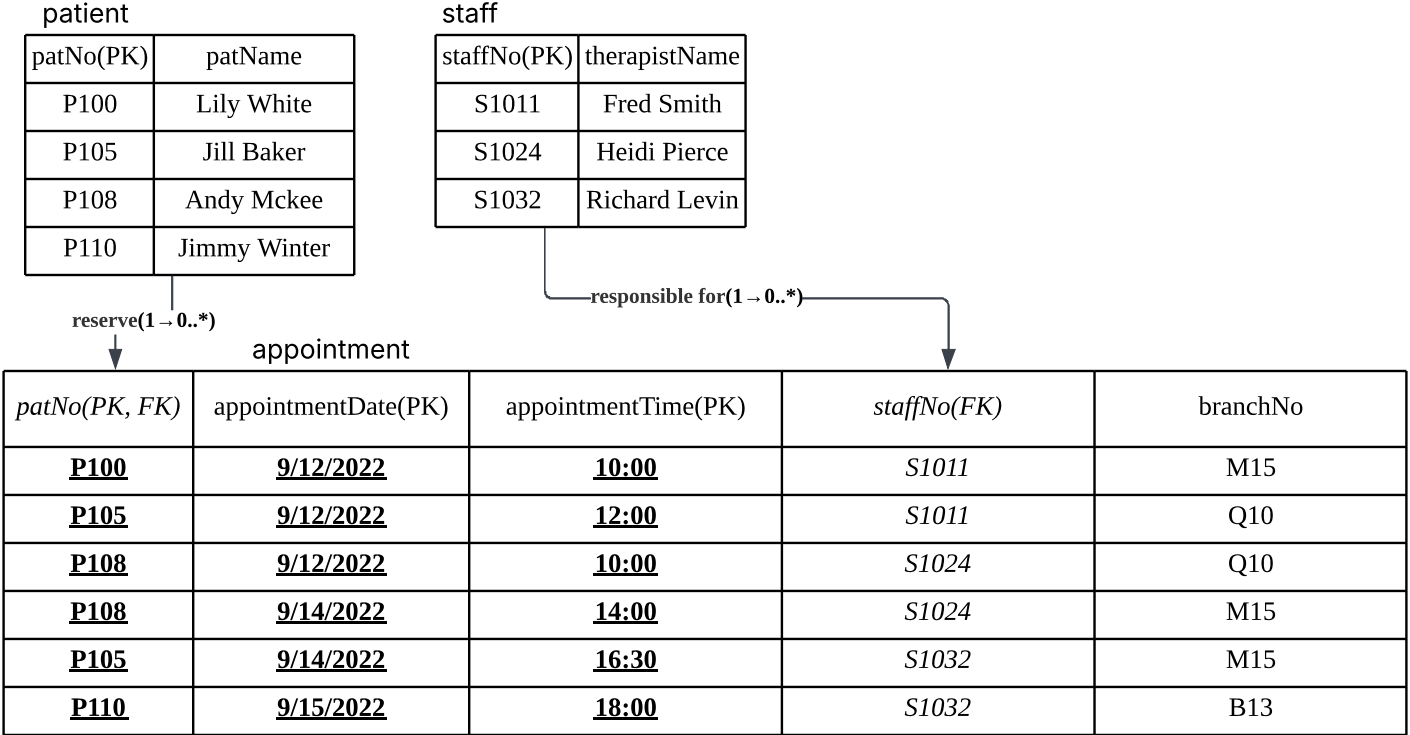 patient
patNo(PK) patName
P100 Lily White
P105 Jill Baker
P108 Andy Mckee
P110 Jimmy Winter
staff
staffNo(PK) therapistName
S1011 Fred Smith
S1024 Heidi Pierce
S1032 Richard Levin
reserve(1→0..*)
responsible for(1→0..*)
appointment
patNo(PK, FK) appointmentDate(PK) appointmentTime(PK) staffNo(FK) branchNo
P100 9/12/2022 10:00 S1011 M15
P105 9/12/2022 12:00 S1011 Q10
P108 9/12/2022 10:00 S1024 Q10
P108 9/14/2022 14:00 S1024 M15
P105 9/14/2022 16:30 S1032 M15
P110 9/15/2022 18:00 S1032 B13